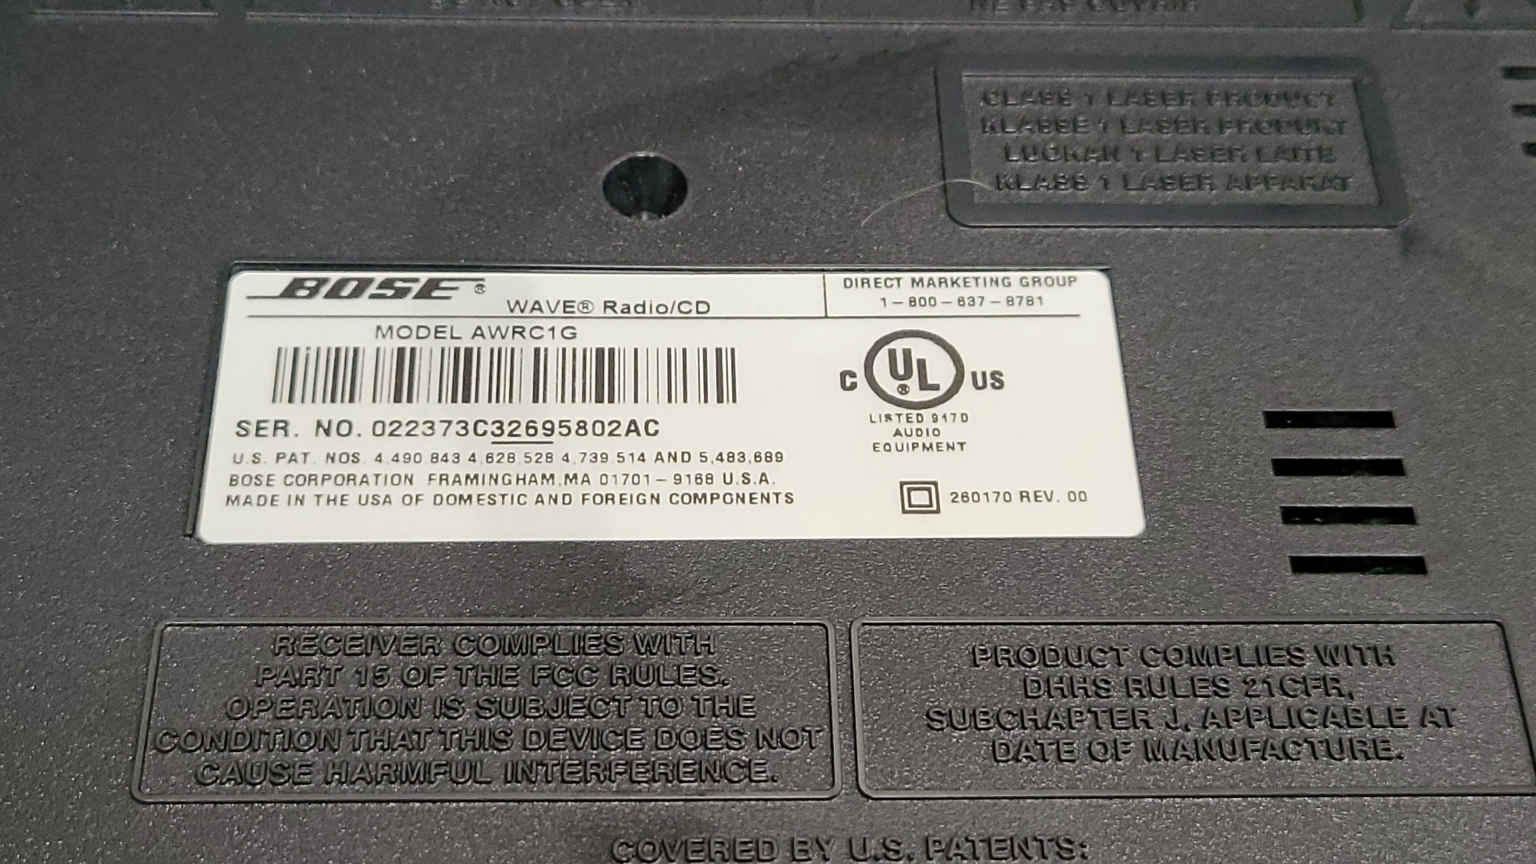 CLASS 1 LASER PRODUCT
KLASSE 1 LASER PRODUKT
LUOKAN 1 LASER LAITE
KLASS 1 LASER APPARAT
BOSE®
WAVE® Radio/CD
DIRECT MARKETING GROUP
1-800-637-8781
MODEL AWRC1G
C UL® US
LISTED 917D
AUDIO
EQUIPMENT
SER. NO. 022373C32695802AC
U.S. PAT. NOS. 4,490,843 4,628,528 4,739,514 AND 5,483,689
BOSE CORPORATION FRAMINGHAM,MA 01701-9168 U.S.A.
MADE IN THE USA OF DOMESTIC AND FOREIGN COMPONENTS
260170 REV. 00
RECEIVER COMPLIES WITH
PART 15 OF THE FCC RULES.
OPERATION IS SUBJECT TO THE
CONDITION THAT THIS DEVICE DOES NOT
CAUSE HARMFUL INTERFERENCE.
PRODUCT COMPLIES WITH
DHHS RULES 21CFR,
SUBCHAPTER J, APPLICABLE AT
DATE OF MANUFACTURE.
COVERED BY U.S. PATENTS: